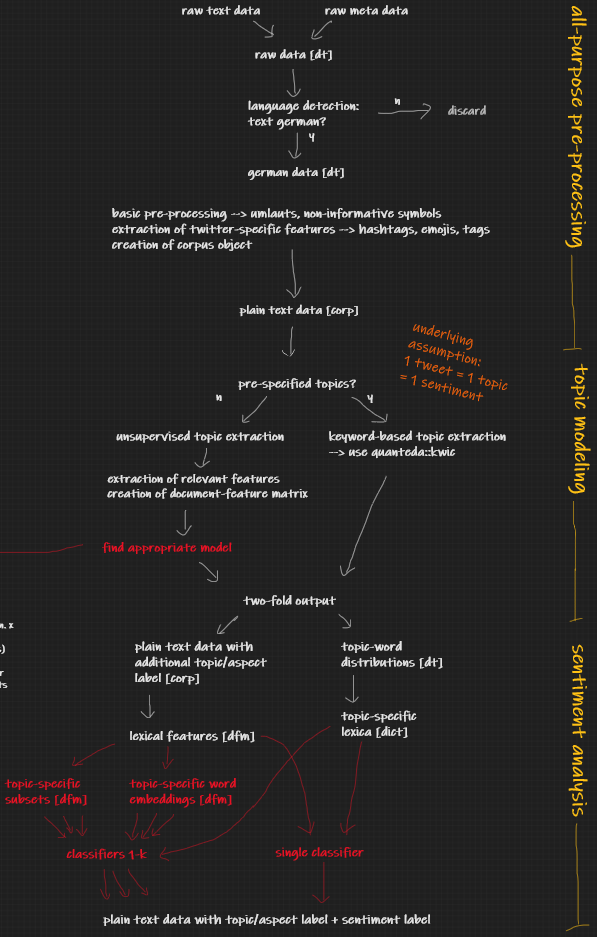 raw text data
raw meta data
raw data [dt]
language detection:
text german?
n
discard
y
german data [dt]
basic pre-processing --> umlauts, non-informative symbols
extraction of twitter-specific features --> hashtags, emojis, tags
creation of corpus object
plain text data [corp]
all-purpose pre-processing
underlying
assumption:
1 tweet = 1 topic
= 1 sentiment
pre-specified topics?
n
y
unsupervised topic extraction
keyword-based topic extraction
--> use quanteda::kwic
extraction of relevant features
creation of document-feature matrix
find appropriate model
topic modeling
two-fold output
n. x
)
r
ts
plain text data with
additional topic/aspect
label [corp]
topic-word
distributions [dt]
topic-specific
lexica [dict]
lexical features [dfm]
topic-specific
subsets [dfm]
topic-specific word
embeddings [dfm]
classifiers 1-k
single classifier
plain text data with topic/aspect label + sentiment label
sentiment analysis